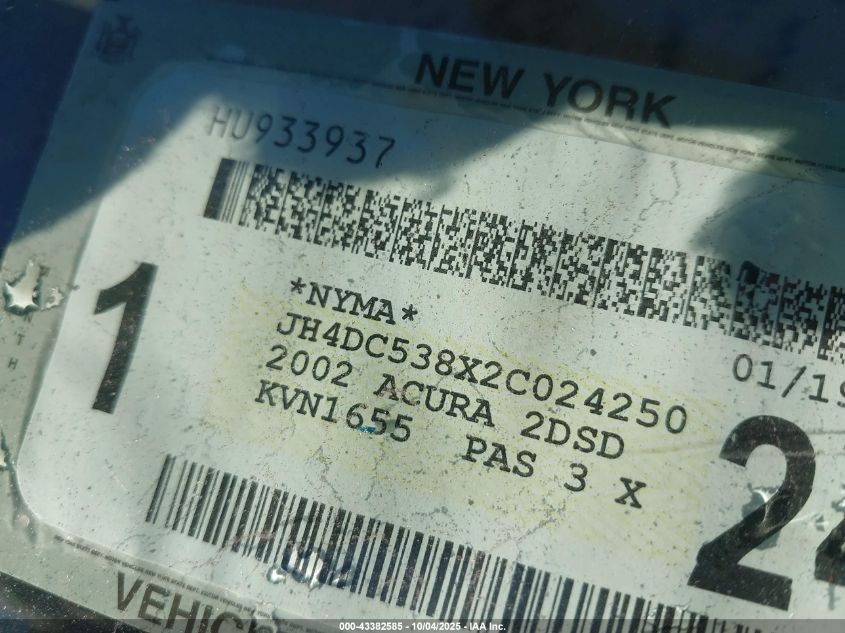 NEW YORK
HU933937
*NYMA*
JH4DC538X2C024250
01/19
2002 ACURA 2DSD
KVN1655 PAS 3 X
1
24
VEHIC
000-43382585 - 10/04/2025 - IAA Inc.